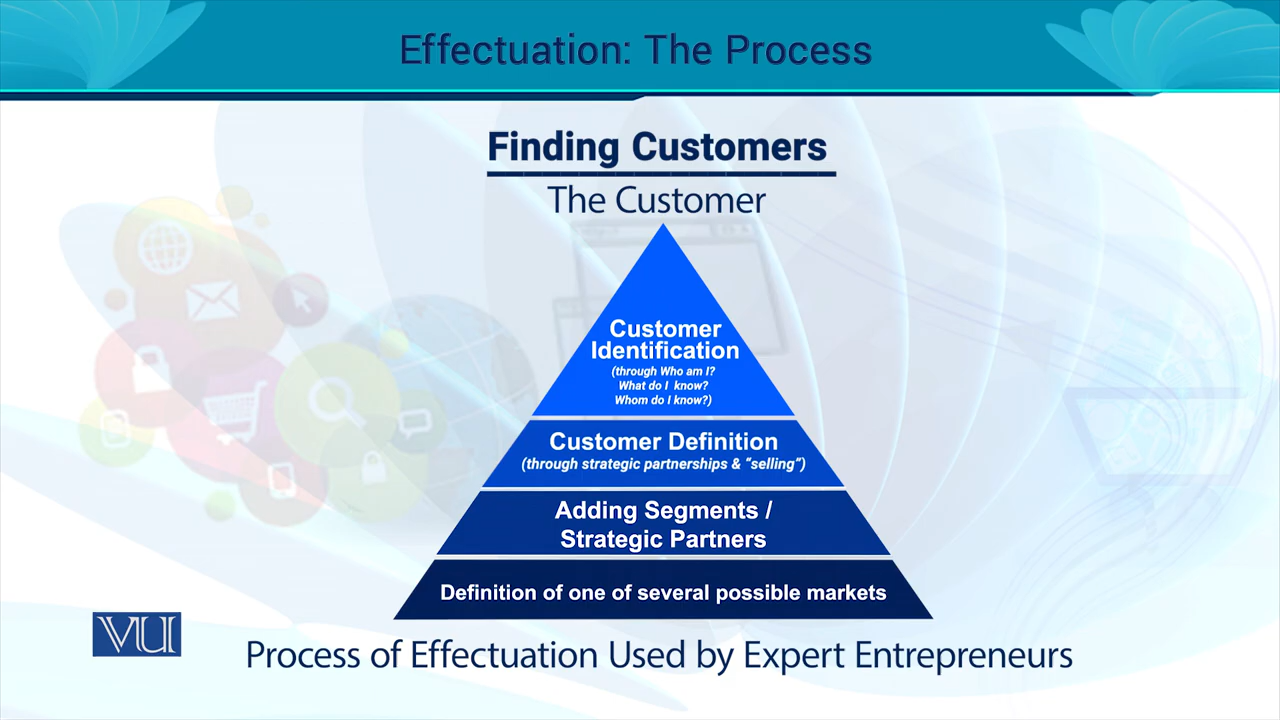 Effectuation: The Process
Finding Customers
The Customer
Customer
Identification
(through Who am I?
What do I know?
Whom do I know?)
Customer Definition
(through strategic partnerships & “selling”)
Adding Segments /
Strategic Partners
Definition of one of several possible markets
VU
Process of Effectuation Used by Expert Entrepreneurs